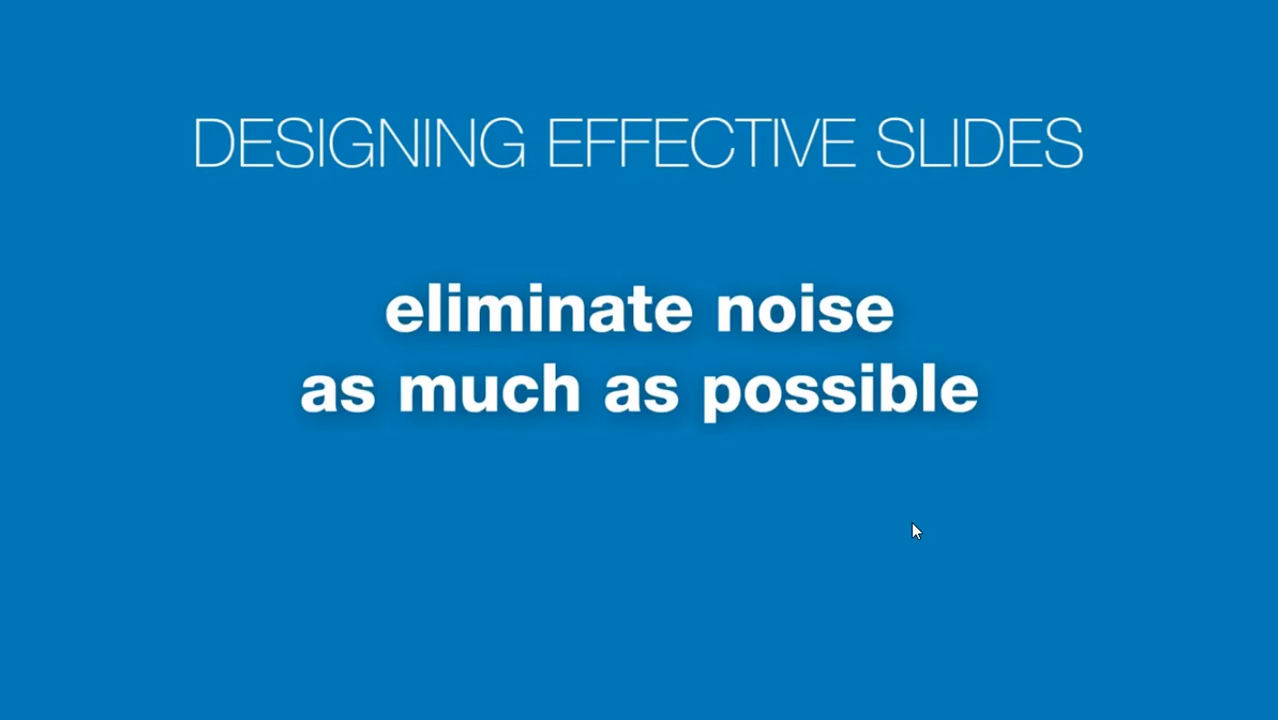 DESIGNING EFFECTIVE SLIDES
eliminate noise
as much as possible